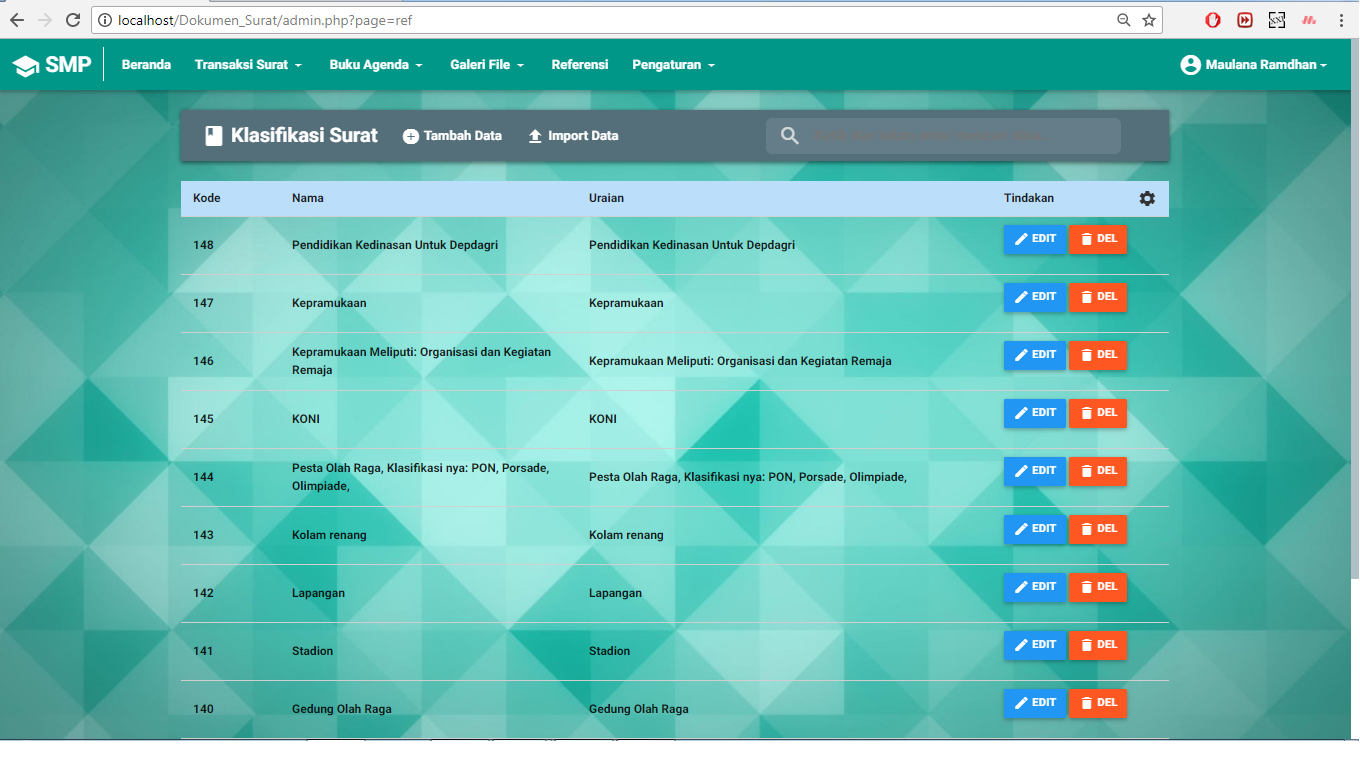 localhost/Dokumen_Surat/admin.php?page=ref
SMP Beranda Transaksi Surat Buku Agenda Galeri File Referensi Pengaturan Maulana Ramdhan
Klasifikasi Surat Tambah Data Import Data
Kode Nama Uraian Tindakan
148 Pendidikan Kedinasan Untuk Depdagri Pendidikan Kedinasan Untuk Depdagri EDIT DEL
147 Kepramukaan Kepramukaan EDIT DEL
146 Kepramukaan Meliputi: Organisasi dan Kegiatan
Remaja
Kepramukaan Meliputi: Organisasi dan Kegiatan Remaja EDIT DEL
145 KONI KONI EDIT DEL
144 Pesta Olah Raga, Klasifikasi nya: PON, Porsade,
Olimpiade,
Pesta Olah Raga, Klasifikasi nya: PON, Porsade, Olimpiade, EDIT DEL
143 Kolam renang Kolam renang EDIT DEL
142 Lapangan Lapangan EDIT DEL
141 Stadion Stadion EDIT DEL
140 Gedung Olah Raga Gedung Olah Raga EDIT DEL